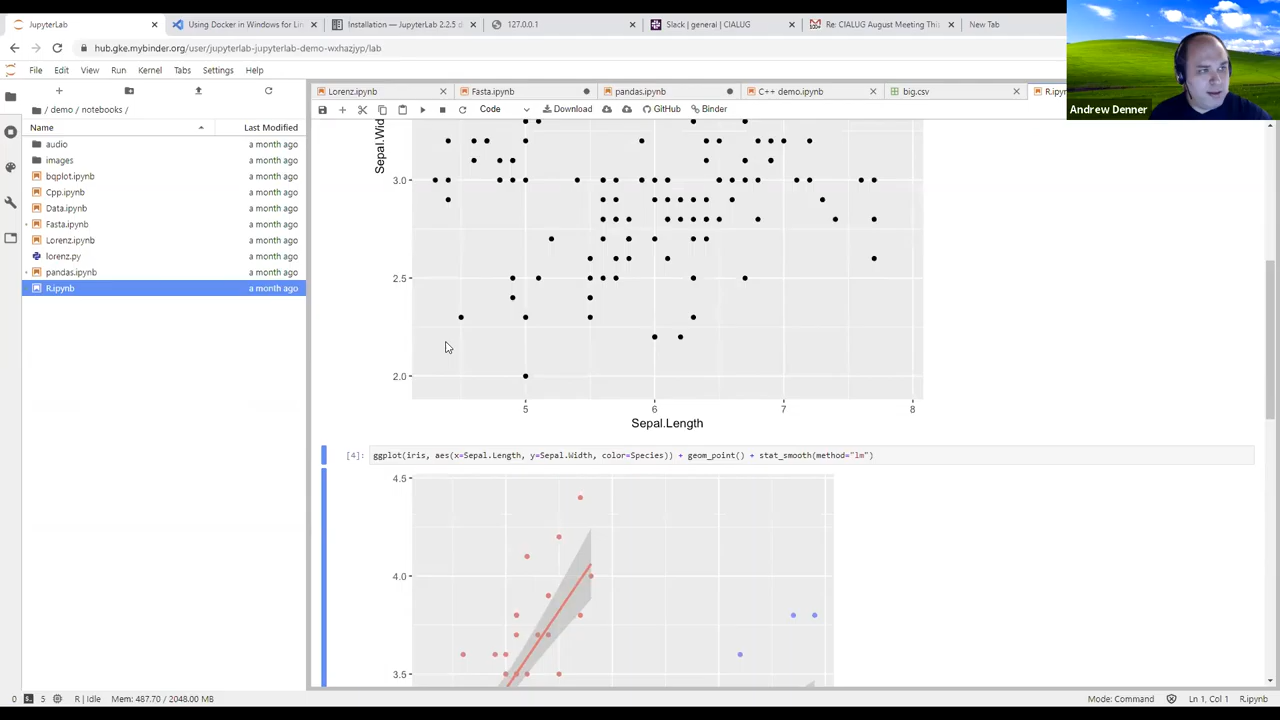 JupyterLab
Using Docker in Windows for Lin
Installation — JupyterLab 2.2.5 d
127.0.0.1
Slack | general | CIALUG
Re: CIALUG August Meeting Thi
New Tab
hub.gke.mybinder.org/user/jupyterlab-jupyterlab-demo-wxhazjyp/lab
File Edit View Run Kernel Tabs Settings Help
/ demo / notebooks /
Name Last Modified
audio a month ago
images a month ago
bqplot.ipynb a month ago
Cpp.ipynb a month ago
Data.ipynb a month ago
Fasta.ipynb a month ago
Lorenz.ipynb a month ago
lorenz.py a month ago
pandas.ipynb a month ago
R.ipynb a month ago
Lorenz.ipynb Fasta.ipynb pandas.ipynb C++ demo.ipynb big.csv R.ipy
Code Download GitHub Binder
Andrew Denner
Sepal.Wid
3.0
2.5
2.0
5 6 7 8
Sepal.Length
[4]: ggplot(iris, aes(x=Sepal.Length, y=Sepal.Width, color=Species)) + geom_point() + stat_smooth(method="lm")
4.5
4.0
3.5
0 5 R | Idle Mem: 487.70 / 2048.00 MB Mode: Command Ln 1, Col 1 R.ipynb